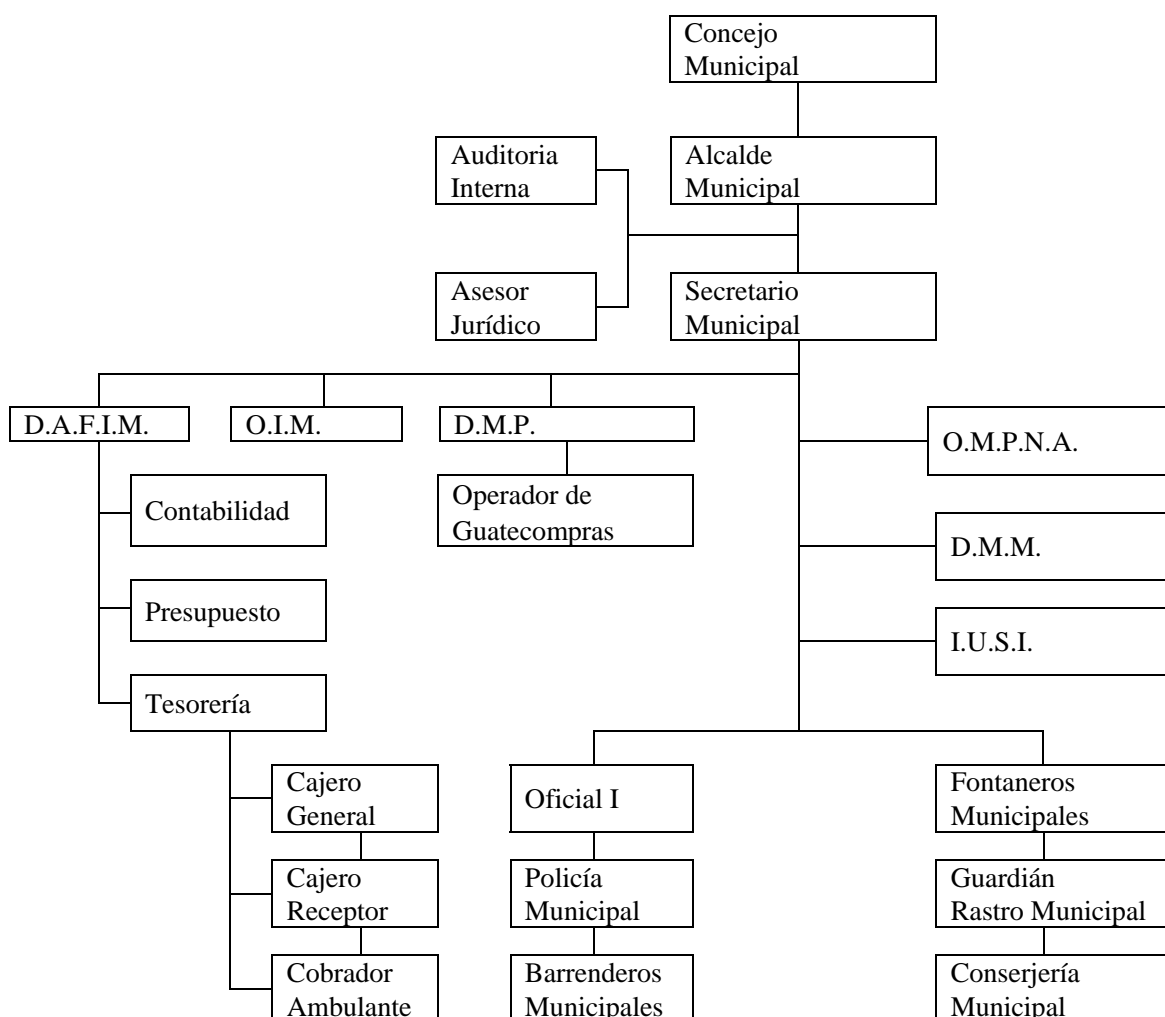 Concejo
Municipal
Auditoria
Interna
Alcalde
Municipal
Asesor
Jurídico
Secretario
Municipal
D.A.F.I.M.
O.I.M.
D.M.P.
O.M.P.N.A.
Contabilidad
Operador de
Guatecompras
D.M.M.
Presupuesto
I.U.S.I.
Tesorería
Cajero
General
Oficial I
Fontaneros
Municipales
Cajero
Receptor
Policía
Municipal
Guardián
Rastro Municipal
Cobrador
Ambulante
Barrenderos
Municipales
Conserjería
Municipal